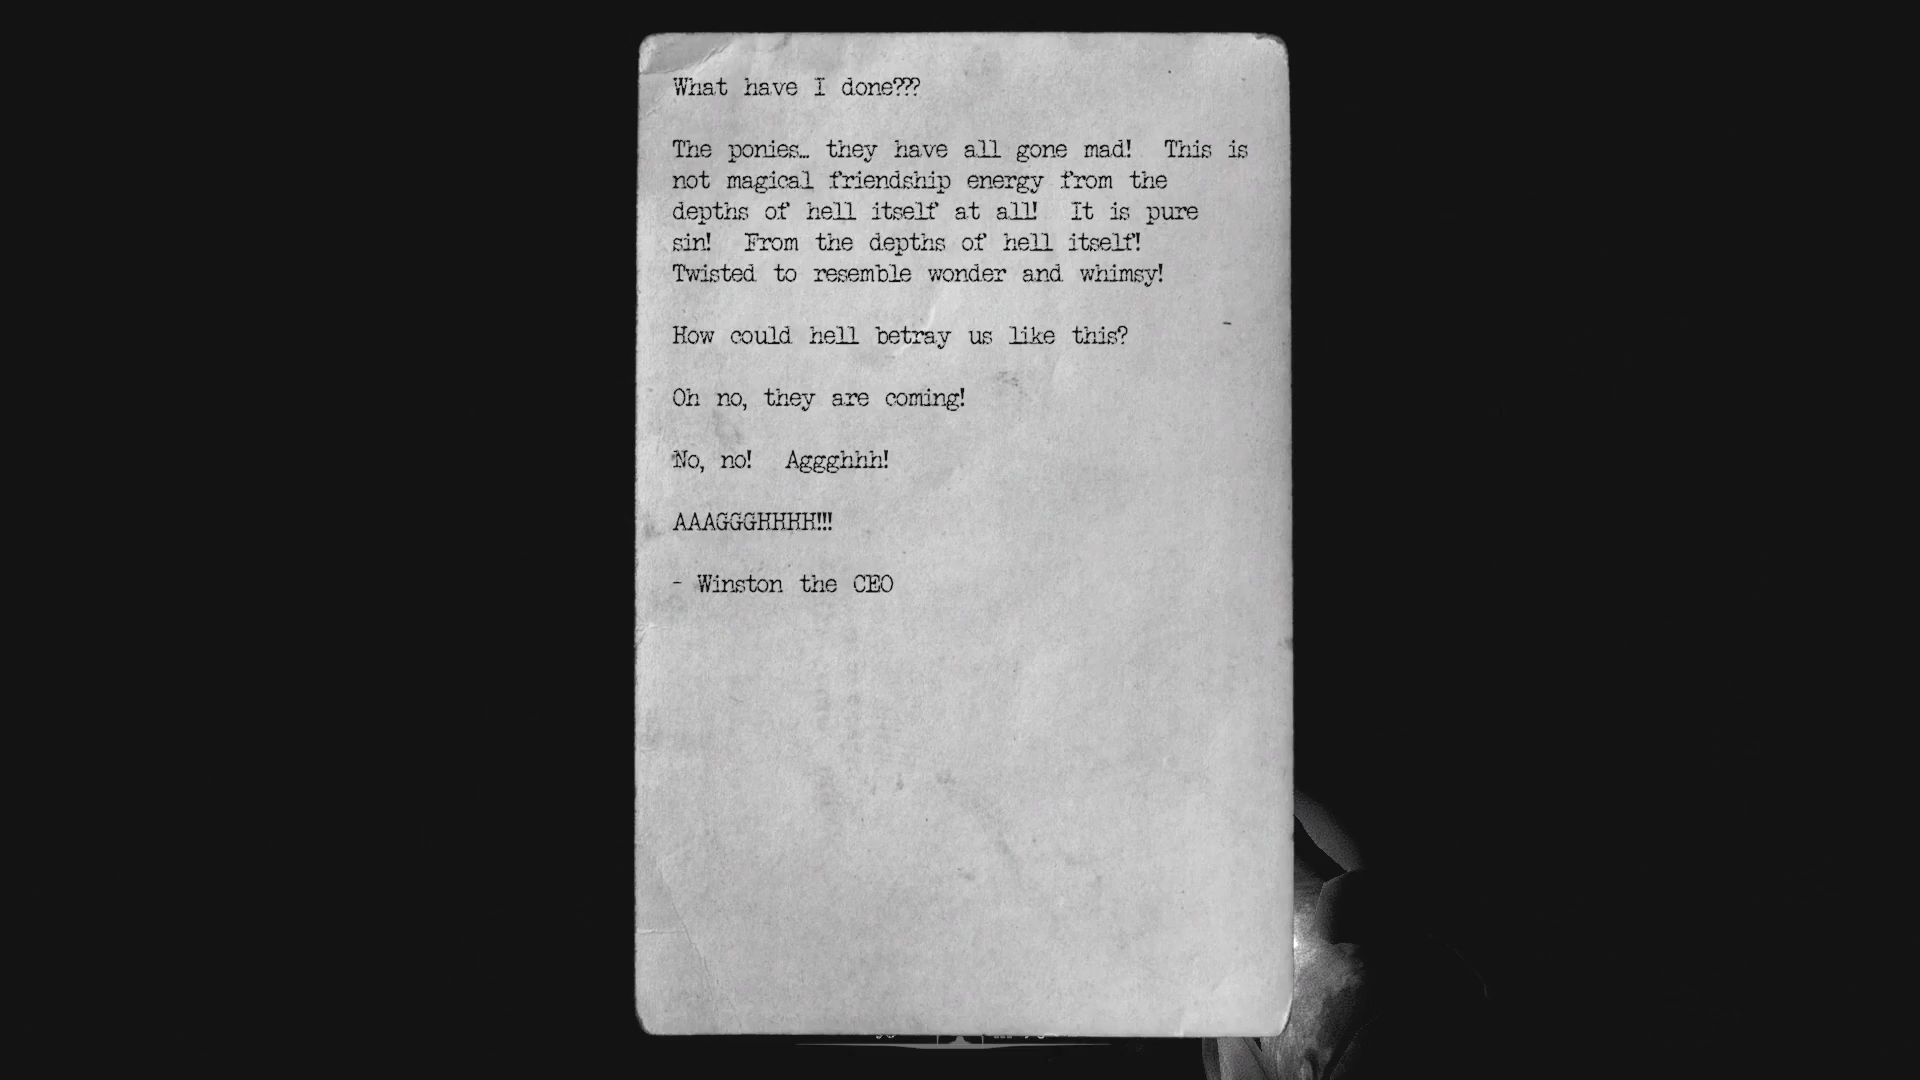 What have I done???
The ponies... they have all gone mad!  This is
not magical friendship energy from the
depths of hell itself at all!  It is pure
sin!  From the depths of hell itself!
Twisted to resemble wonder and whimsy!
How could hell betray us like this?
Oh no, they are coming!
No, no!  Aggghhh!
AAAGGGHHHH!!!
- Winston the CEO